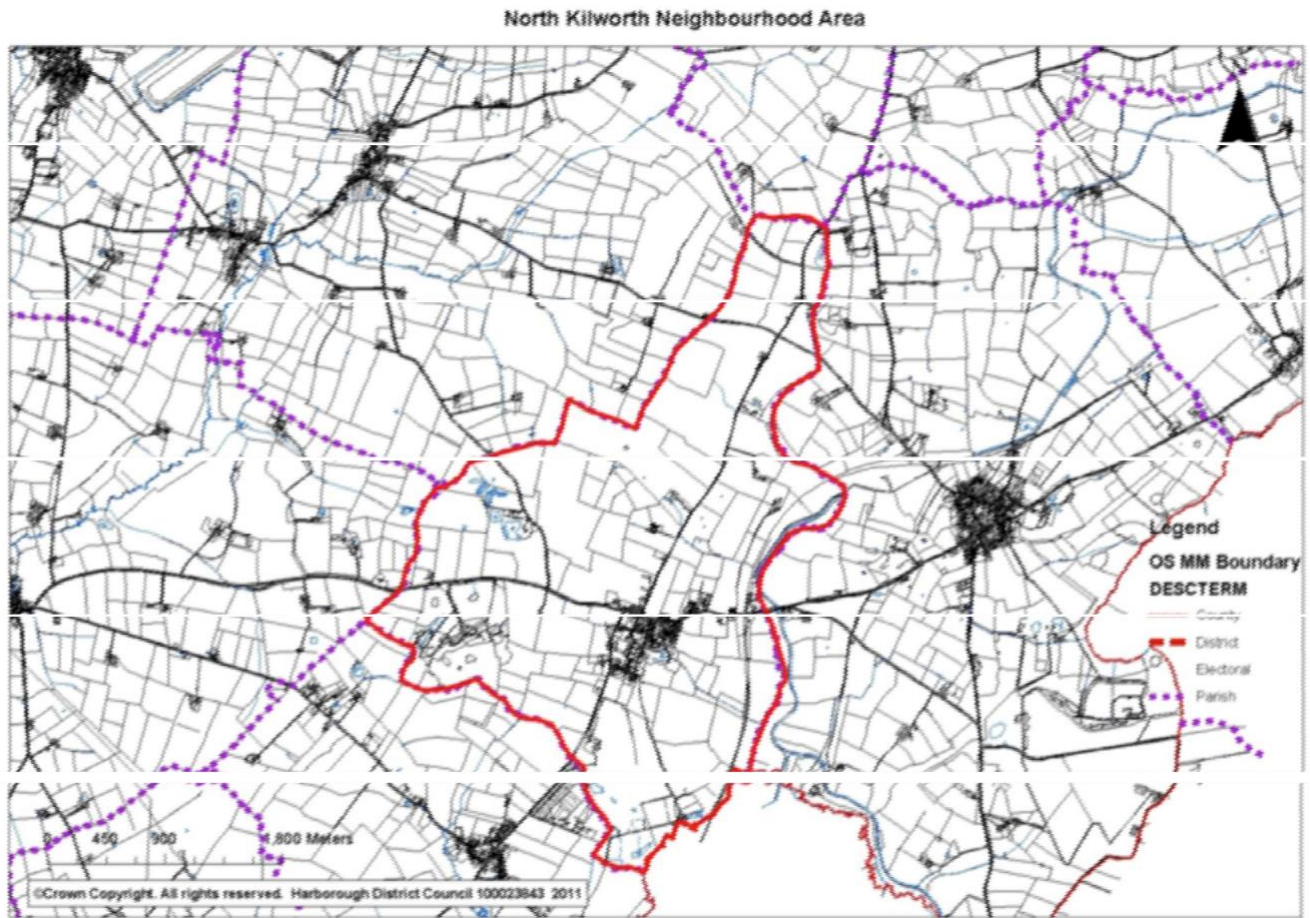 North Kilworth Neighbourhood Area
Legend
OS MM Boundary
DESCTERM
County
District
Electoral
Parish
0 450 900 1,800 Meters
©Crown Copyright. All rights reserved. Harborough District Council 100023843 2011